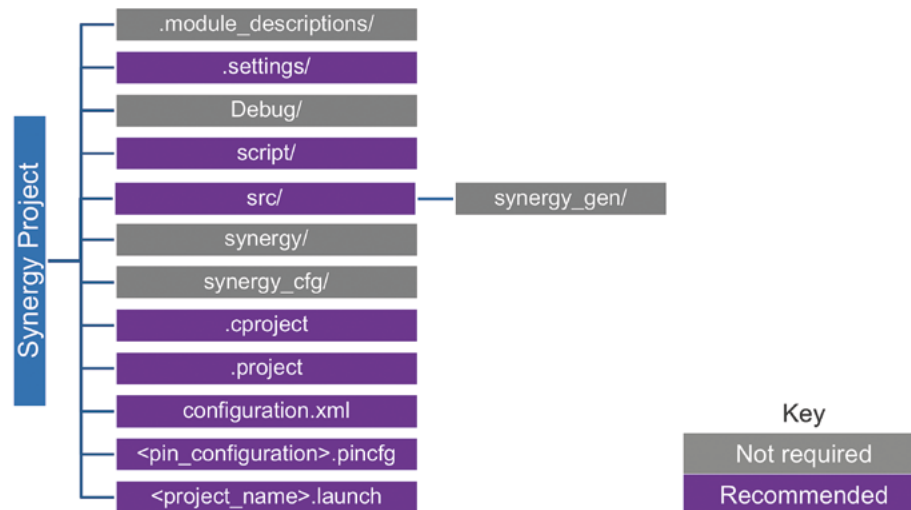 Synergy Project
.module_descriptions/
.settings/
Debug/
script/
src/
synergy_gen/
synergy/
synergy_cfg/
.cproject
.project
configuration.xml
<pin_configuration>.pincfg
<project_name>.launch
Key
Not required
Recommended